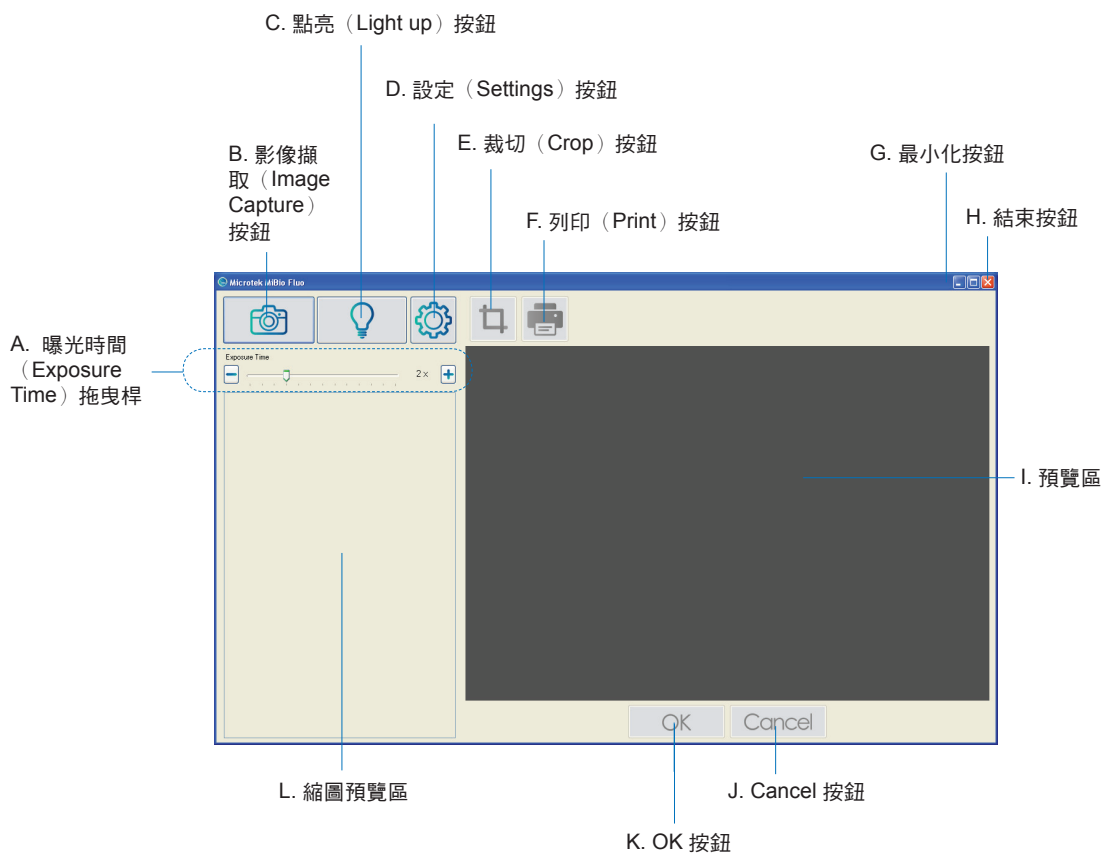 C. 點亮（Light up）按鈕
D. 設定（Settings）按鈕
B. 影像擷
取（Image
Capture）
按鈕
E. 裁切（Crop）按鈕
F. 列印（Print）按鈕
G. 最小化按鈕
H. 結束按鈕
Microtek MiBio Fluo
A. 曝光時間
（Exposure
Time）拖曳桿
Exposure Time
2 x
I. 預覽區
OK Cancel
L. 縮圖預覽區
J. Cancel 按鈕
K. OK 按鈕